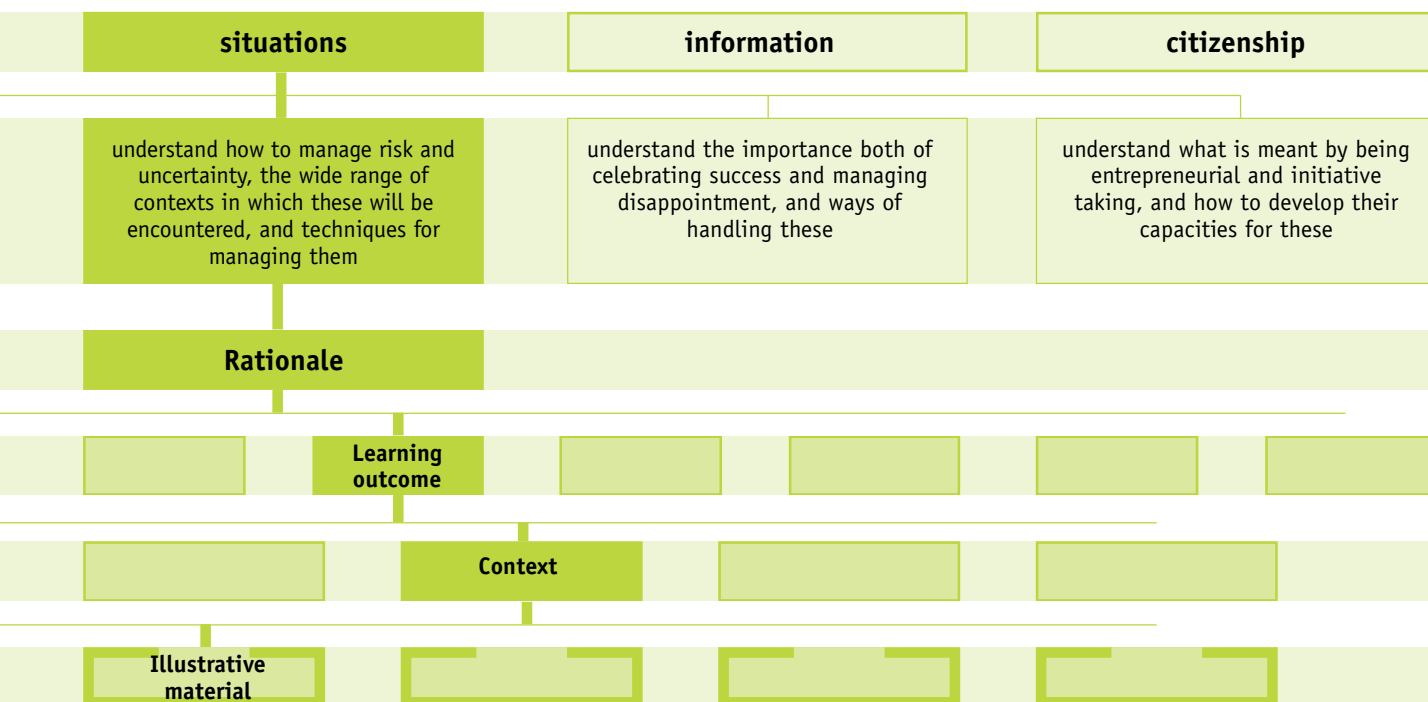 situations
information
citizenship
understand how to manage risk and
uncertainty, the wide range of
contexts in which these will be
encountered, and techniques for
managing them
understand the importance both of
celebrating success and managing
disappointment, and ways of
handling these
understand what is meant by being
entrepreneurial and initiative
taking, and how to develop their
capacities for these
Rationale
Learning
outcome
Context
Illustrative
material